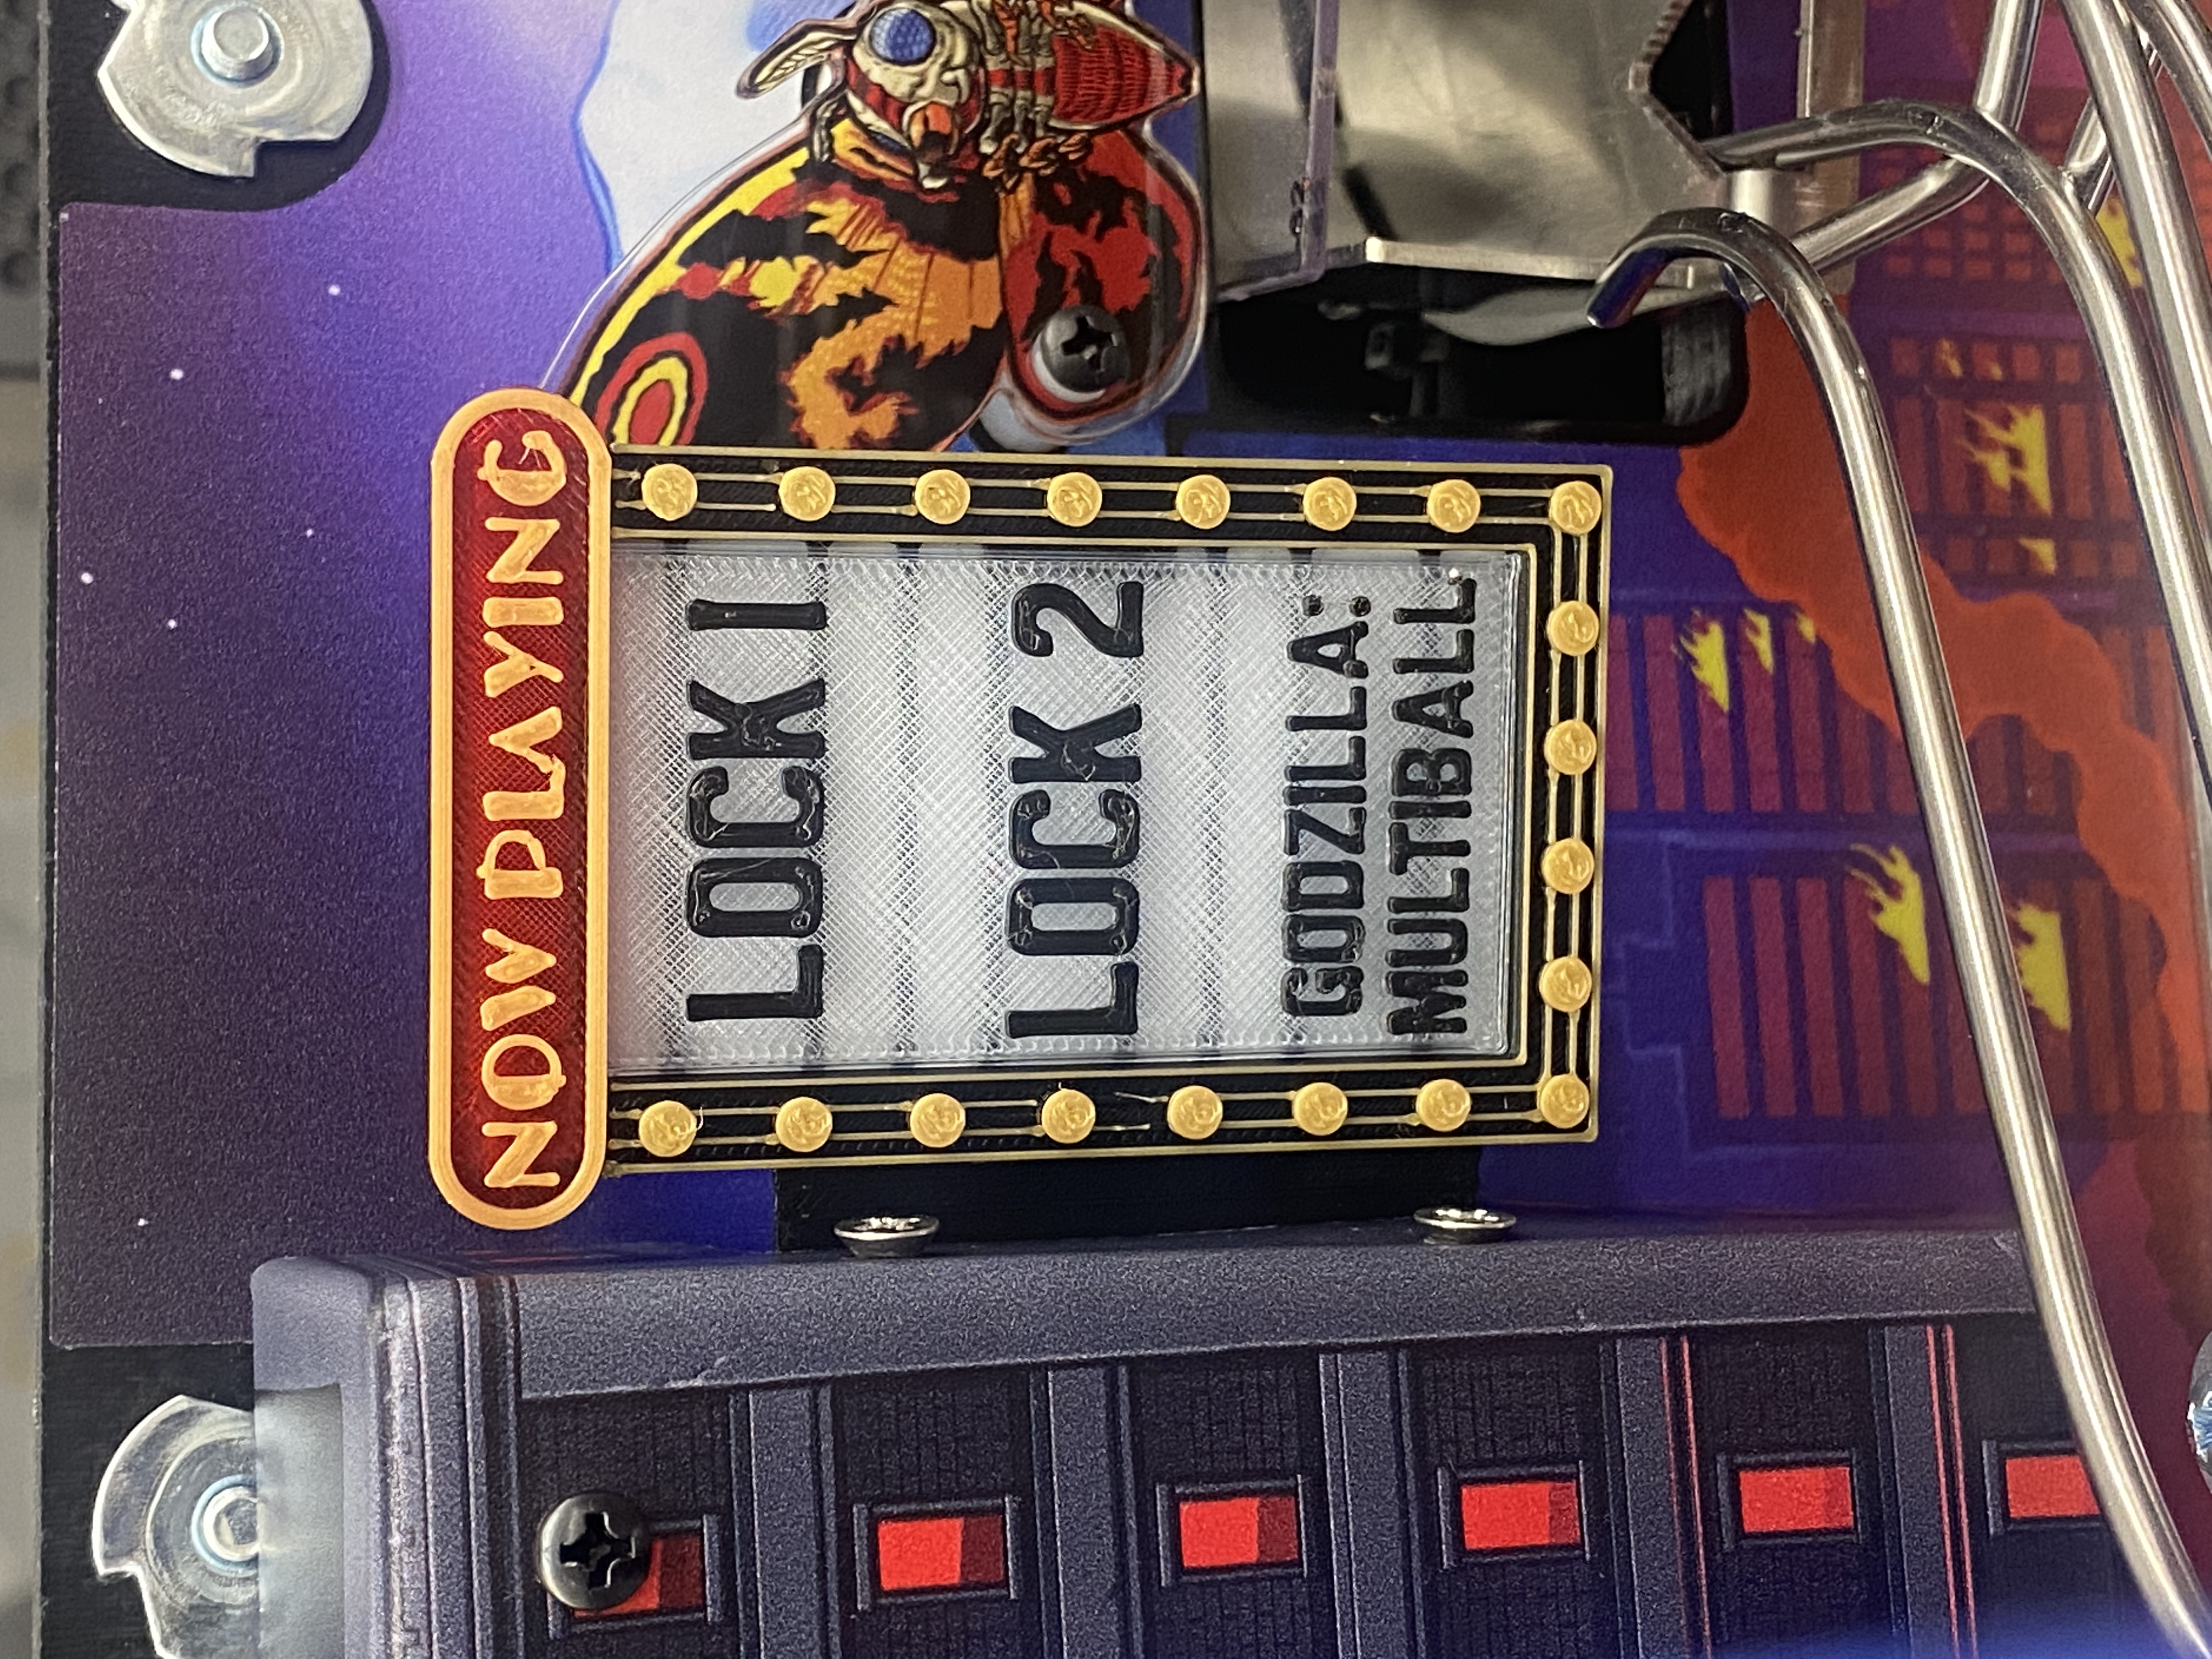 NOW PLAYING
LOCK 1
LOCK 2
GODZILLA:
MULTIBALL